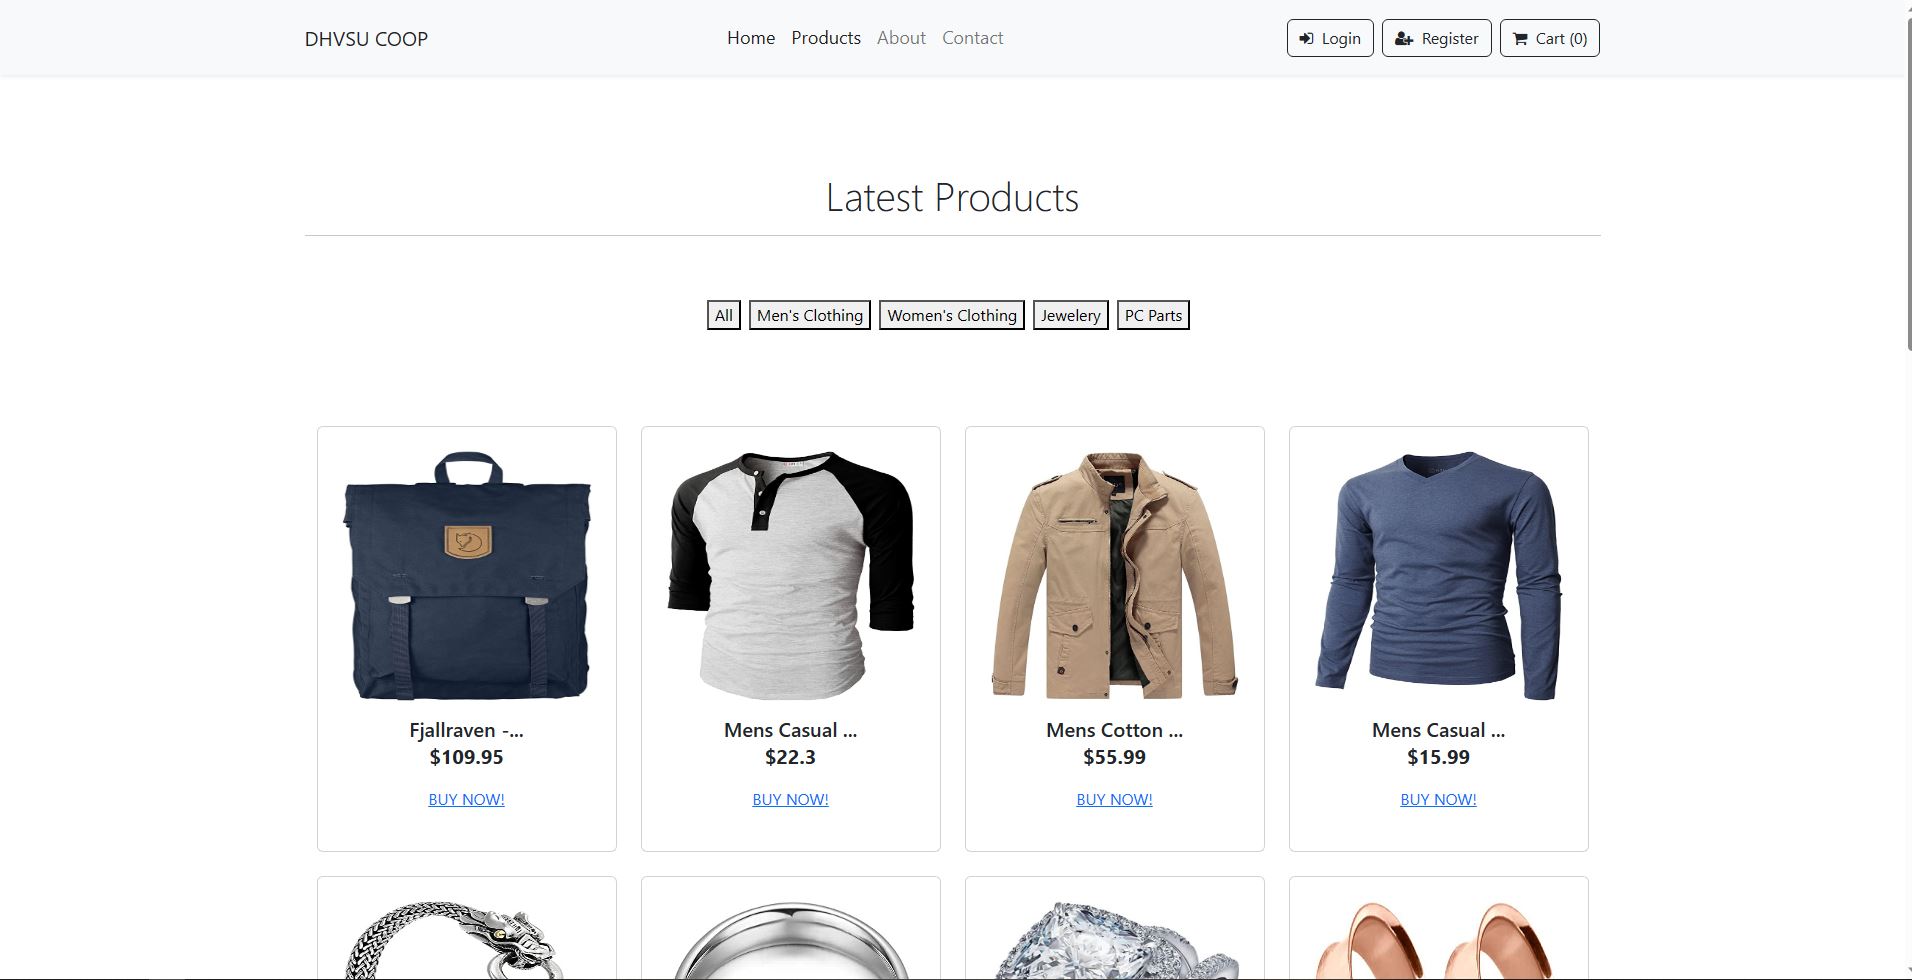 DHVSU COOP
Home Products About Contact
Login Register Cart (0)
Latest Products
All Men's Clothing Women's Clothing Jewelery PC Parts
Fjallraven -...
$109.95
BUY NOW!
Mens Casual ...
$22.3
BUY NOW!
Mens Cotton ...
$55.99
BUY NOW!
Mens Casual ...
$15.99
BUY NOW!